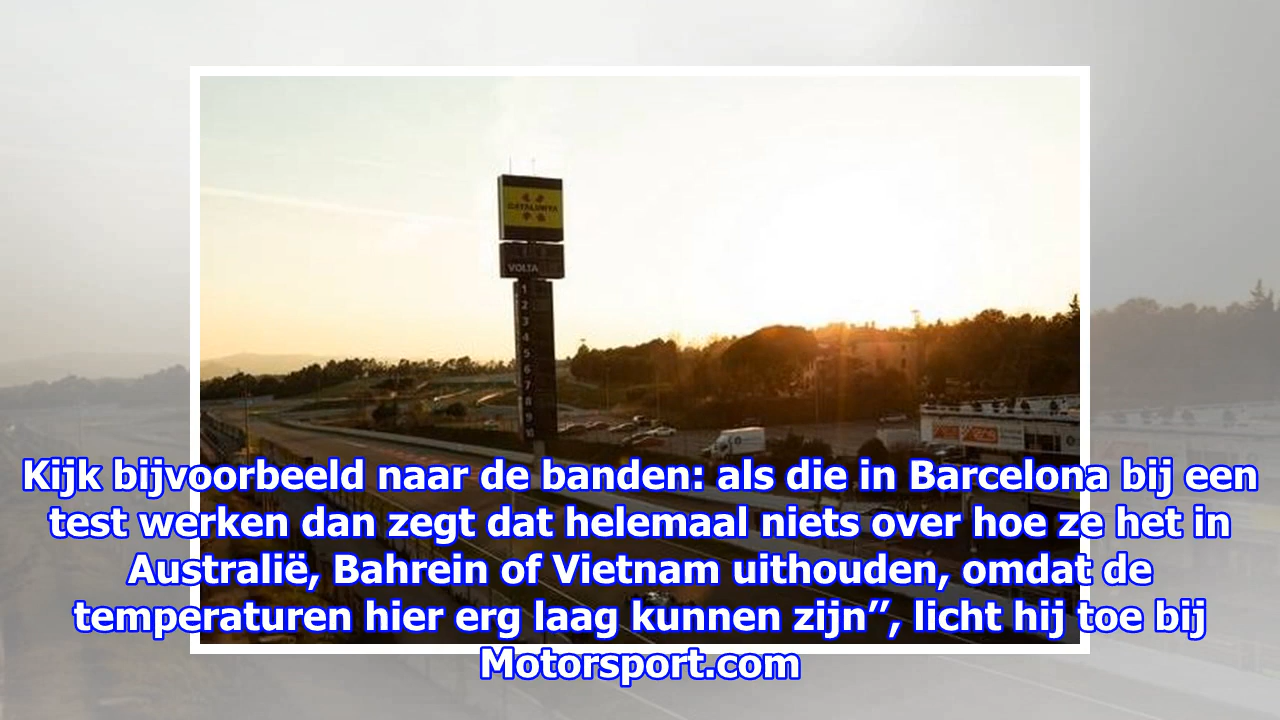 CATALUNYA
VOLTA
1
2
3
4
5
6
7
8
9
Kijk bijvoorbeeld naar de banden: als die in Barcelona bij een
test werken dan zegt dat helemaal niets over hoe ze het in
Australië, Bahrein of Vietnam uithouden, omdat de
temperaturen hier erg laag kunnen zijn’’, licht hij toe bij
Motorsport.com